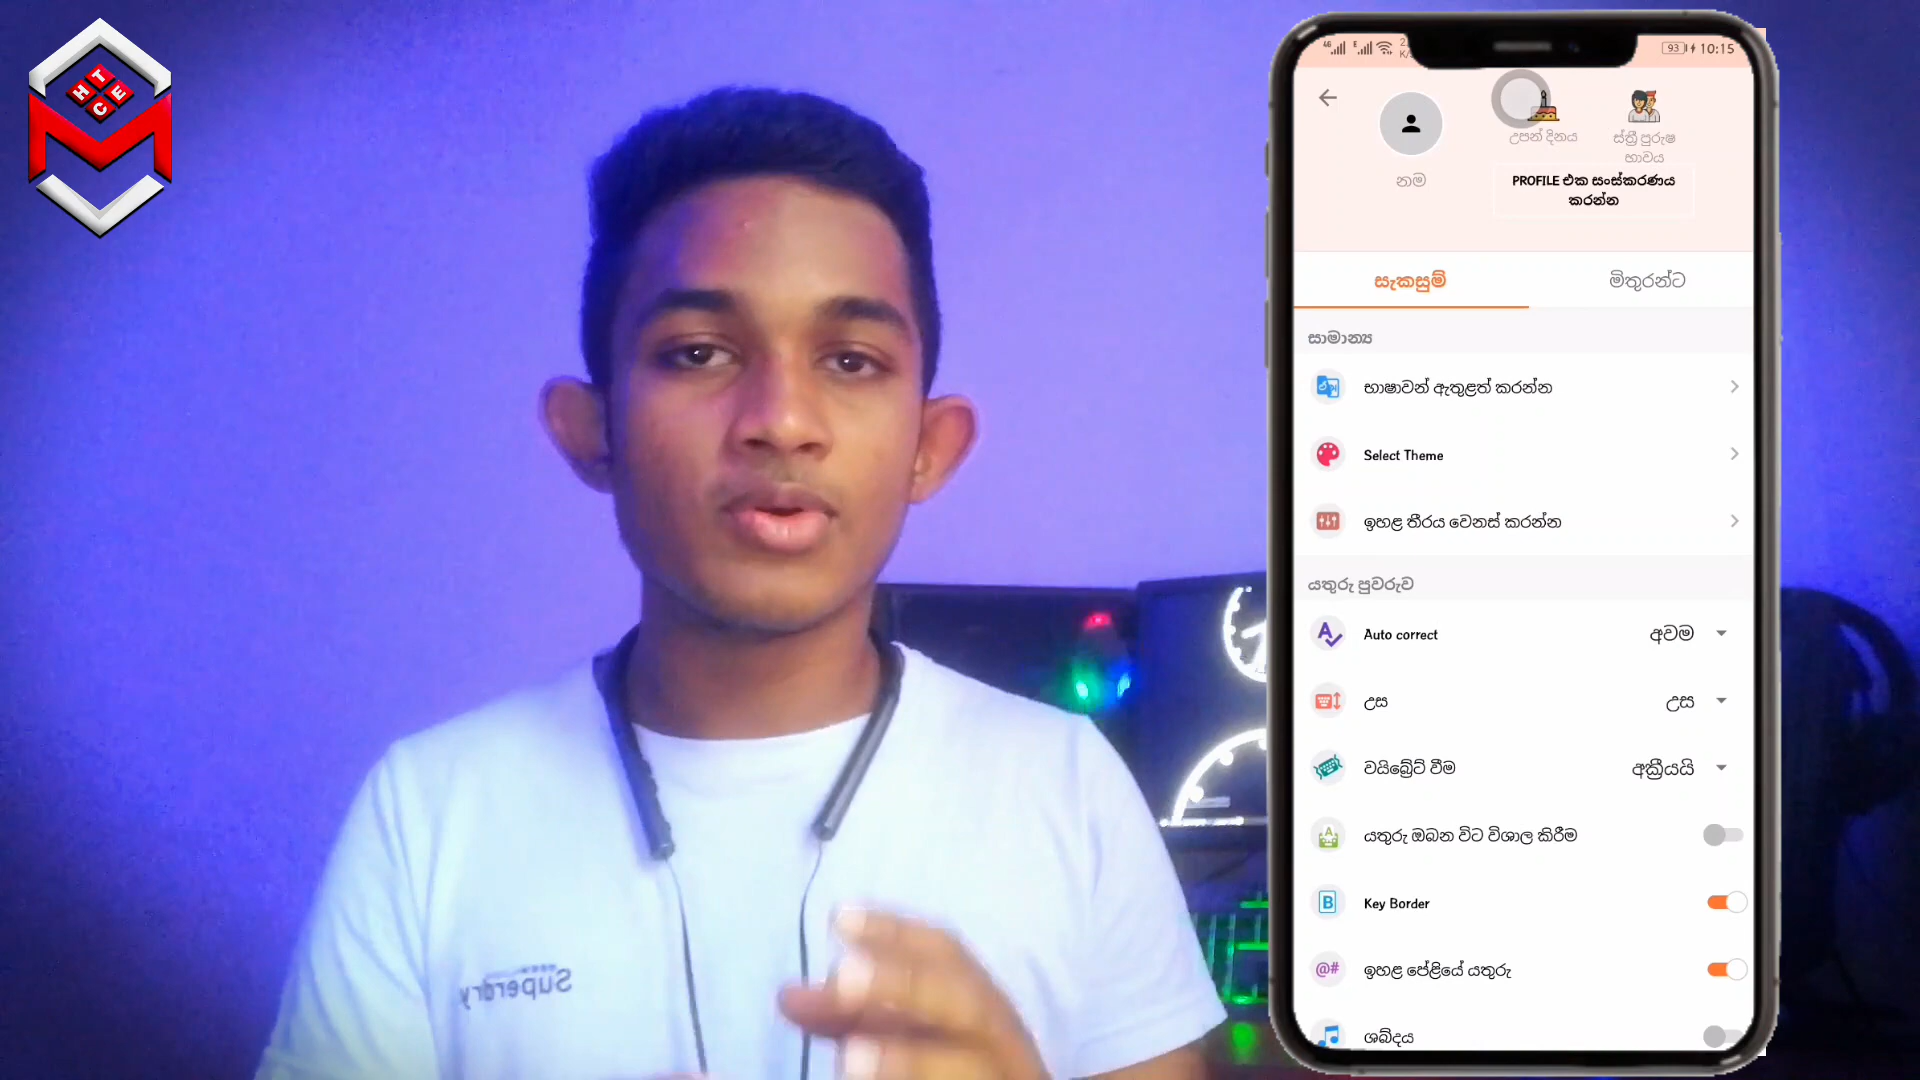 H T
C E
4G
E
93
10:15
නම
උපන් දිනය
ස්ත්‍රී පුරුෂ
භාවය
PROFILE එක සංස්කරණය
කරන්න
සැකසුම්
මිතුරන්ට
සාමාන්‍ය
භාෂාවන් ඇතුළත් කරන්න
Select Theme
ඉහළ තීරය වෙනස් කරන්න
යතුරු පුවරුව
Auto correct
අවම
උස
උස
වයිබ්‍රේට් වීම
අක්‍රීයයි
යතුරු ඔබන විට විශාල කිරීම
Key Border
@# ඉහළ පේළියේ යතුරු
ශබ්දය
Superdry